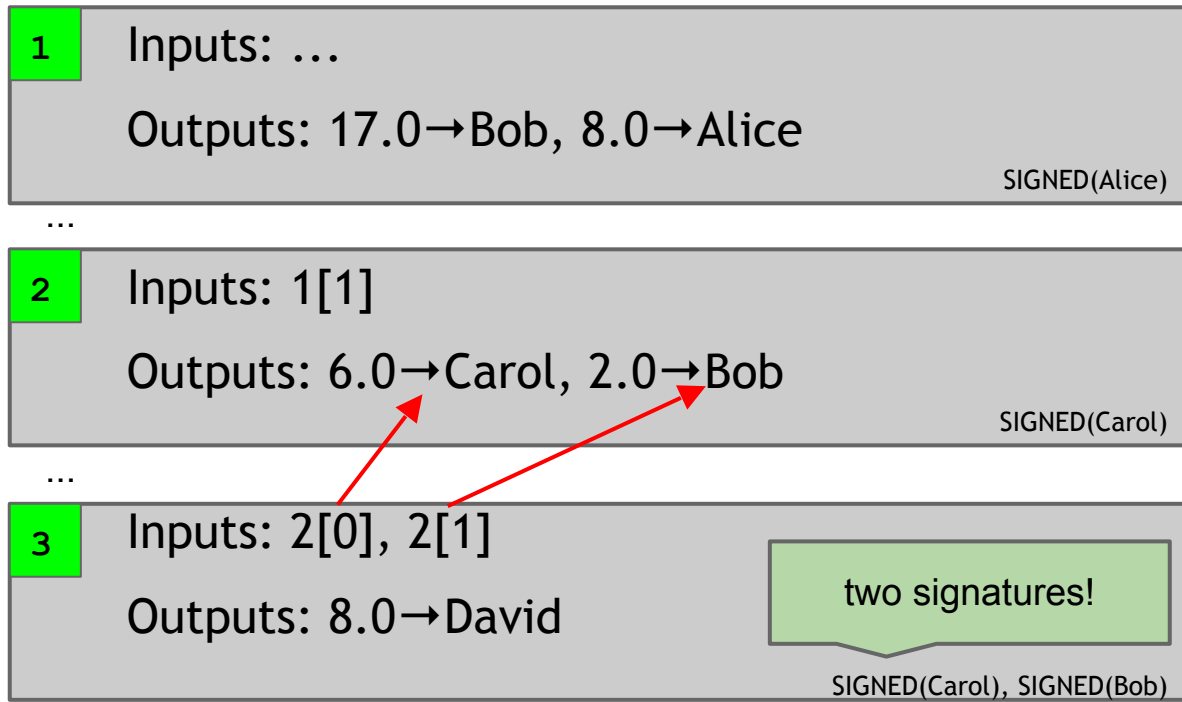 1
Inputs: ...
Outputs: 17.0→Bob, 8.0→Alice
SIGNED(Alice)
...
2
Inputs: 1[1]
Outputs: 6.0→Carol, 2.0→Bob
SIGNED(Carol)
...
3
Inputs: 2[0], 2[1]
two signatures!
Outputs: 8.0→David
SIGNED(Carol), SIGNED(Bob)